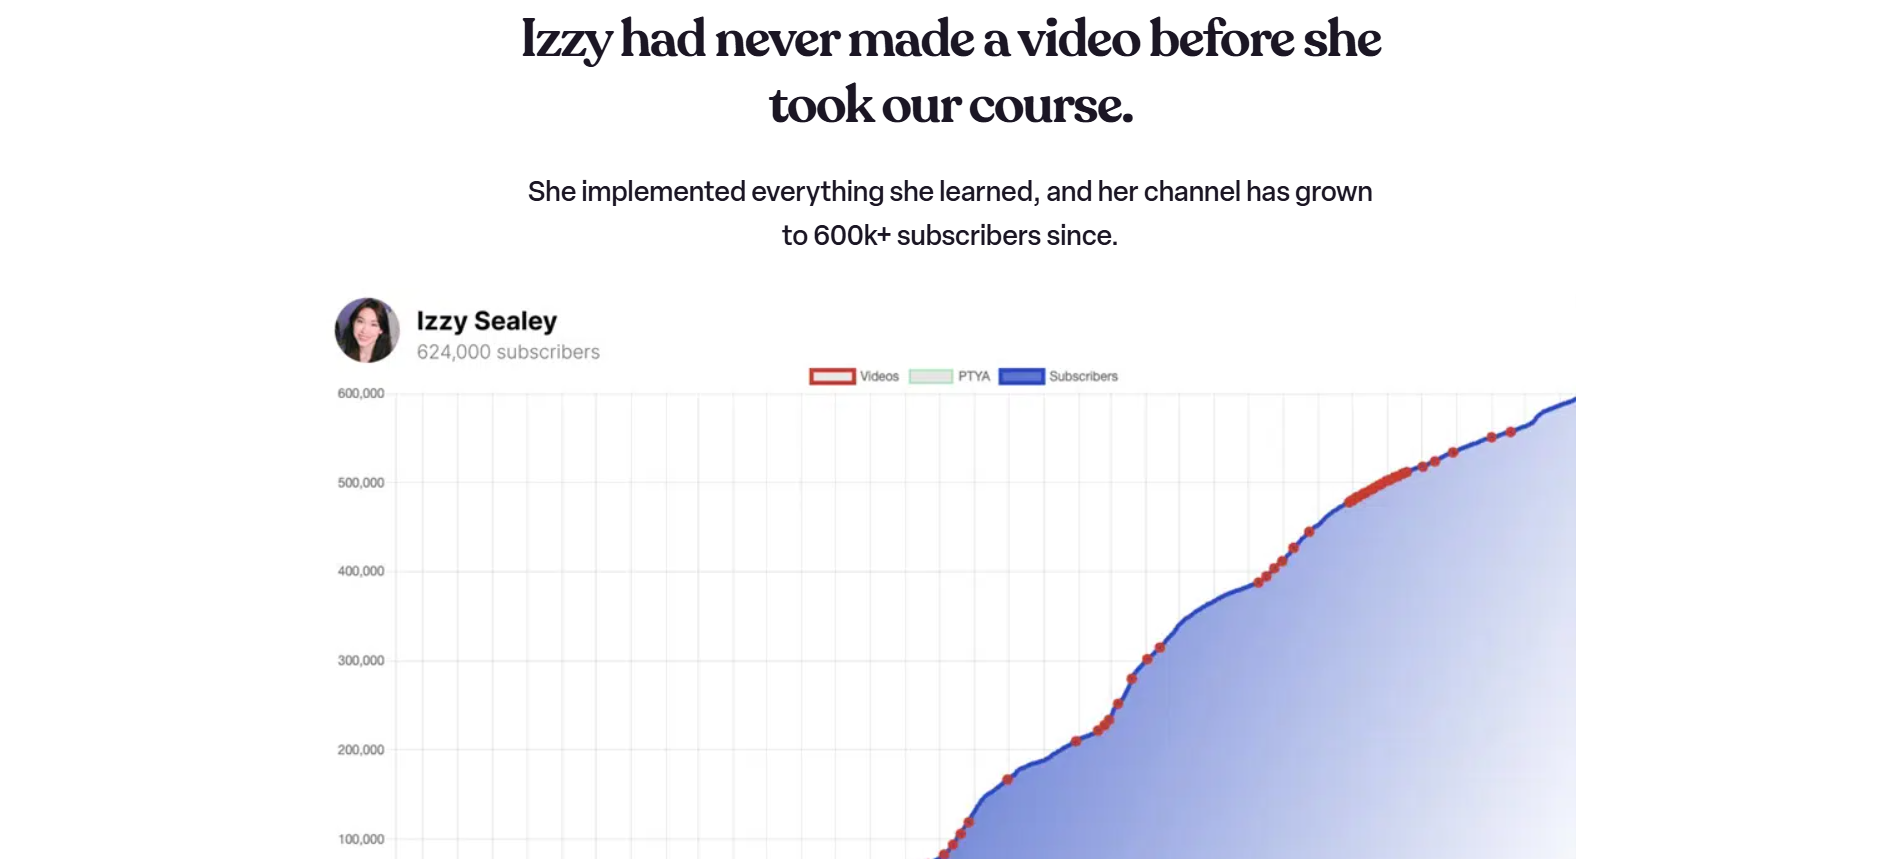 Izzy had never made a video before she
took our course.
She implemented everything she learned, and her channel has grown
to 600k+ subscribers since.
Izzy Sealey
624,000 subscribers
Videos PTYA Subscribers
600,000
500,000
400,000
300,000
200,000
100,000